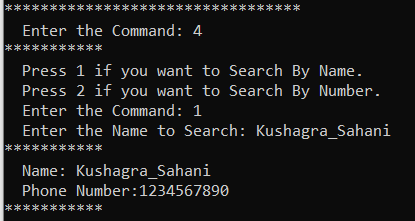 *********************************
Enter the Command: 4
***********
Press 1 if you want to Search By Name.
Press 2 if you want to Search By Number.
Enter the Command: 1
Enter the Name to Search: Kushagra_Sahani
***********
Name: Kushagra_Sahani
Phone Number:1234567890
***********